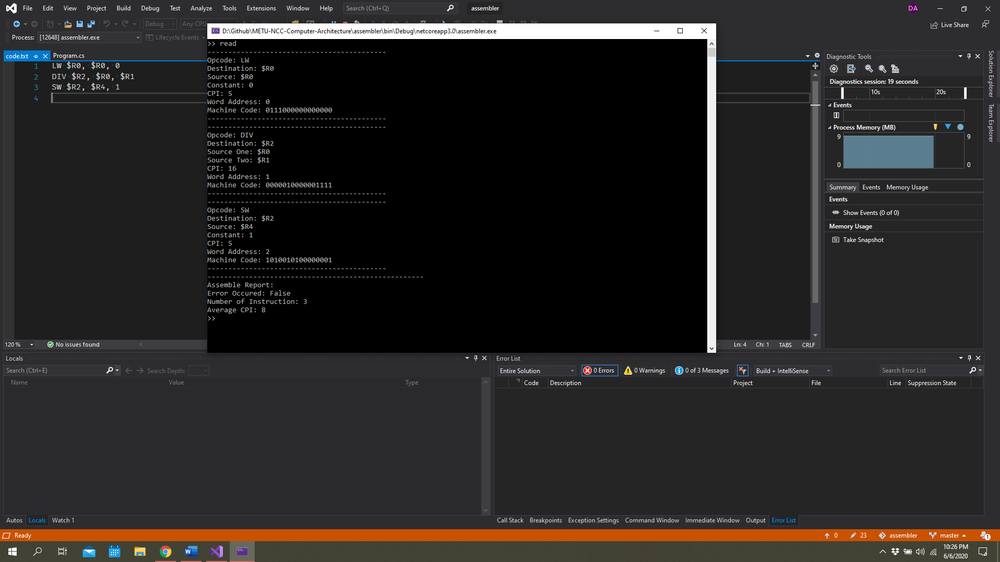 File Edit View Project Build Debug Test Analyze Tools Extensions Window Help Search (Ctrl+Q) assembler DA
Debug Any CPU Live Share
Process: [12648] assembler.exe Lifecycle Events
D:\Github\METU-NCC-Computer-Architecture\assembler\bin\Debug\netcoreapp3.0\assembler.exe
code.txt Program.cs
1 LW $R0, $R0, 0
2 DIV $R2, $R0, $R1
3 SW $R2, $R4, 1
4
>> read
-------------------------------------------
Opcode: LW
Destination: $R0
Source: $R0
Constant: 0
CPI: 5
Word Address: 0
Machine Code: 0111000000000000
-------------------------------------------
-------------------------------------------
Opcode: DIV
Destination: $R2
Source One: $R0
Source Two: $R1
CPI: 16
Word Address: 1
Machine Code: 0000010000001111
-------------------------------------------
-------------------------------------------
Opcode: SW
Destination: $R2
Source: $R4
Constant: 1
CPI: 5
Word Address: 2
Machine Code: 1010010100000001
-------------------------------------------
----------------------------------------------------
Assemble Report:
Error Occured: False
Number of Instruction: 3
Average CPI: 8
>>
120 % No issues found Ln: 4 Ch: 1 TABS CRLF
Diagnostic Tools
Diagnostics session: 19 seconds
10s 20s
Events
Process Memory (MB)
9 9
0 0
Summary Events Memory Usage
Events
Show Events (0 of 0)
Memory Usage
Take Snapshot
Solution Explorer
Team Explorer
Locals
Search (Ctrl+E) Search Depth:
Name Value Type
Autos Locals Watch 1
Error List
Entire Solution 0 Errors 0 Warnings 0 of 3 Messages Build + IntelliSense Search Error List
Code Description Project File Line Suppression State
Call Stack Breakpoints Exception Settings Command Window Immediate Window Output Error List
Ready 0 23 assembler master 1
10:26 PM
6/6/2020